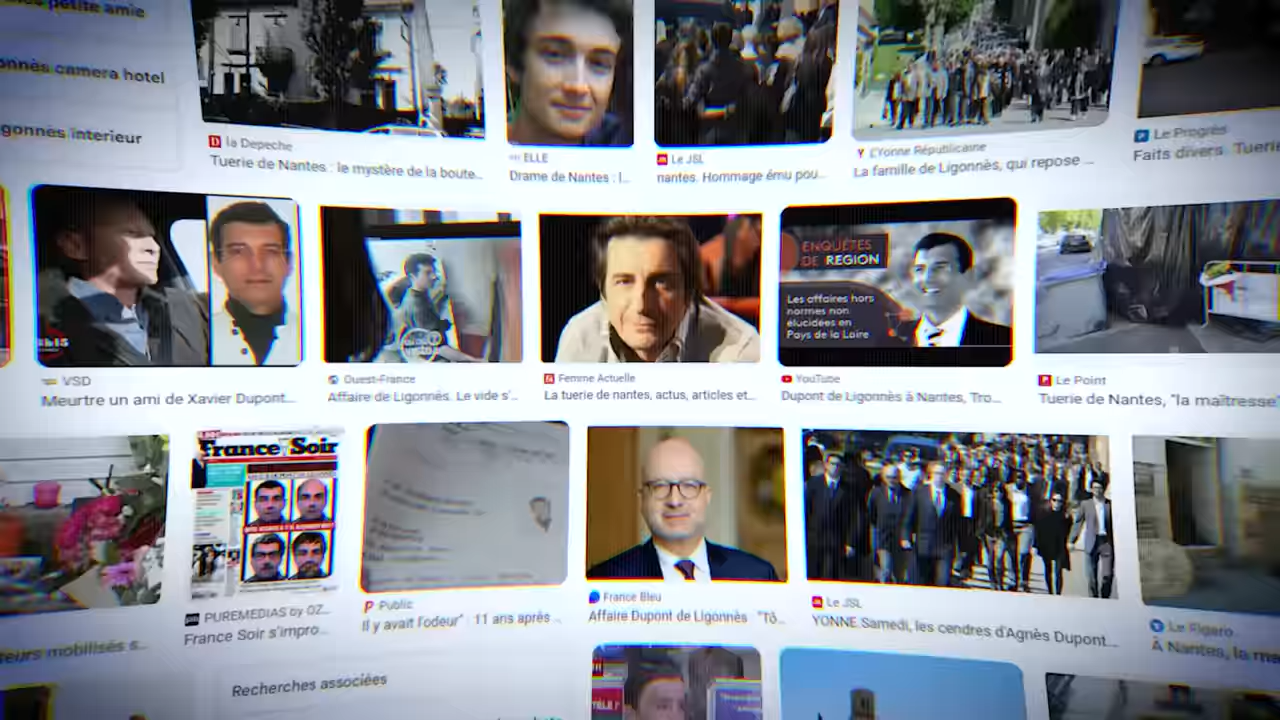 petite amie
la Depeche
ELLE
Le JSL
L'Yonne Républicaine
Le Progrès
onnès camera hotel
Tuerie de Nantes : le mystère de la boute...
Drame de Nantes : l...
nantes. Hommage ému pou...
La famille de Ligonnès, qui repose ...
Faits divers. Tuerie
gonnès interieur
ENQUÊTES
DE REGION
Les affaires hors
normes non
élucidées en
Pays de la Loire
VSD
Ouest-France
Femme Actuelle
YouTube
Le Point
Meurtre un ami de Xavier Dupont...
Affaire de Ligonnès. Le vide s'...
La tuerie de nantes, actus, articles et...
Dupont de Ligonnès à Nantes, Tro...
Tuerie de Nantes, "la maîtresse
France Soir
PUREMEDIAS by OZ...
Public
France Bleu
Le JSL
Le Figaro
teurs mobilisés s...
France Soir s'impro...
Il y avait l'odeur" : 11 ans après ...
Affaire Dupont de Ligonnès : "Tô...
YONNE. Samedi, les cendres d'Agnès Dupont...
À Nantes, la ma
Recherches associées